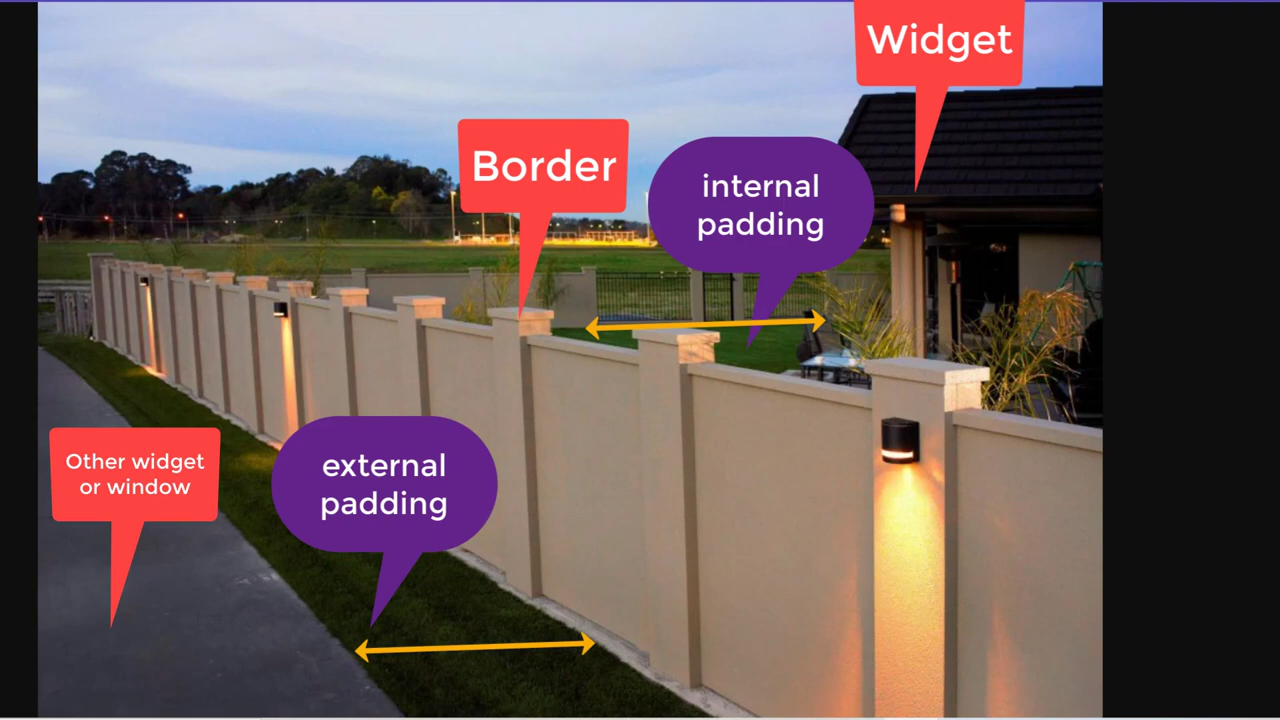 Widget
Border
internal
padding
Other widget
or window
external
padding